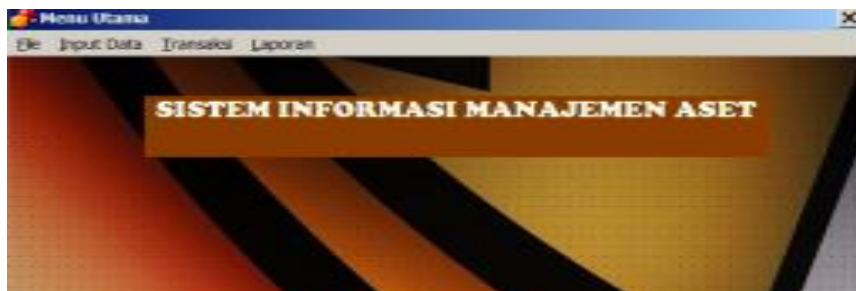 Menu Utama
File Input Data Transaksi Laporan
SISTEM INFORMASI MANAJEMEN ASET